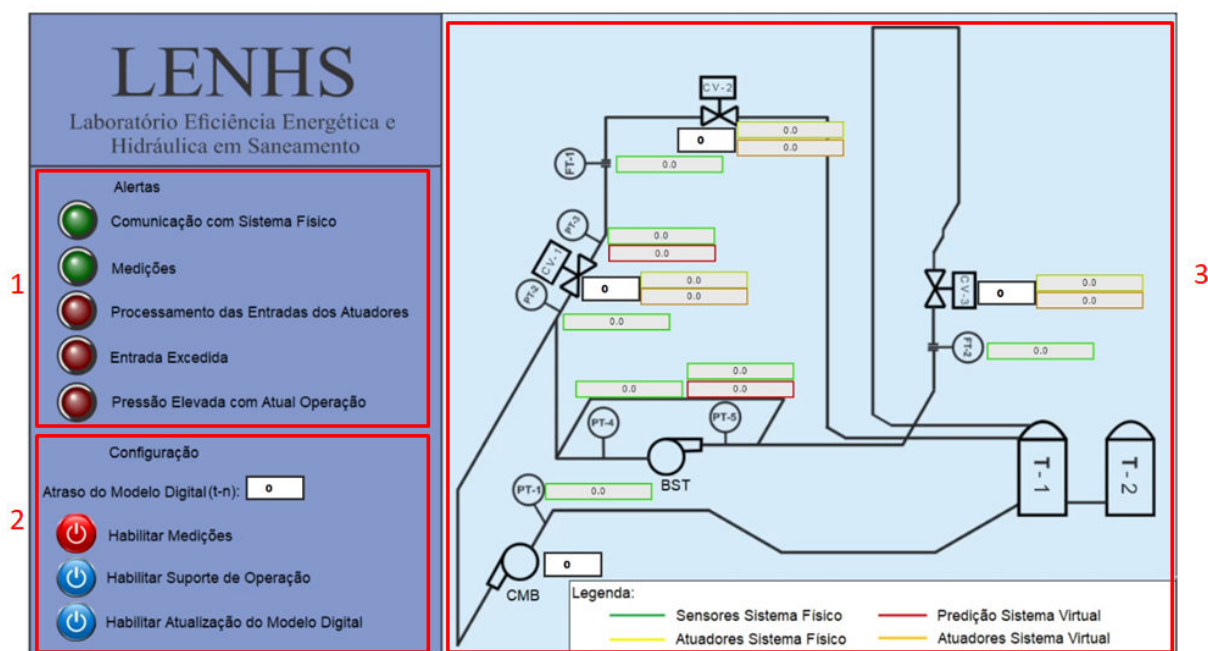 LENHS
Laboratório Eficiência Energética e
Hidráulica em Saneamento
1
Alertas
Comunicação com Sistema Físico
Medições
Processamento das Entradas dos Atuadores
Entrada Excedida
Pressão Elevada com Atual Operação
2
Configuração
Atraso do Modelo Digital(t-n): 0
Habilitar Medições
Habilitar Suporte de Operação
Habilitar Atualização do Modelo Digital
3
CV-2
0
0.0
0.0
FT-1
0.0
PT-3
0.0
0.0
CV-1
0
0.0
0.0
PT-2
0.0
CV-3
0
0.0
0.0
FT-2
0.0
0.0
0.0
0.0
PT-4
PT-5
BST
PT-1
0.0
CMB
0
T-1
T-2
Legenda:
Sensores Sistema Físico
Predição Sistema Virtual
Atuadores Sistema Físico
Atuadores Sistema Virtual